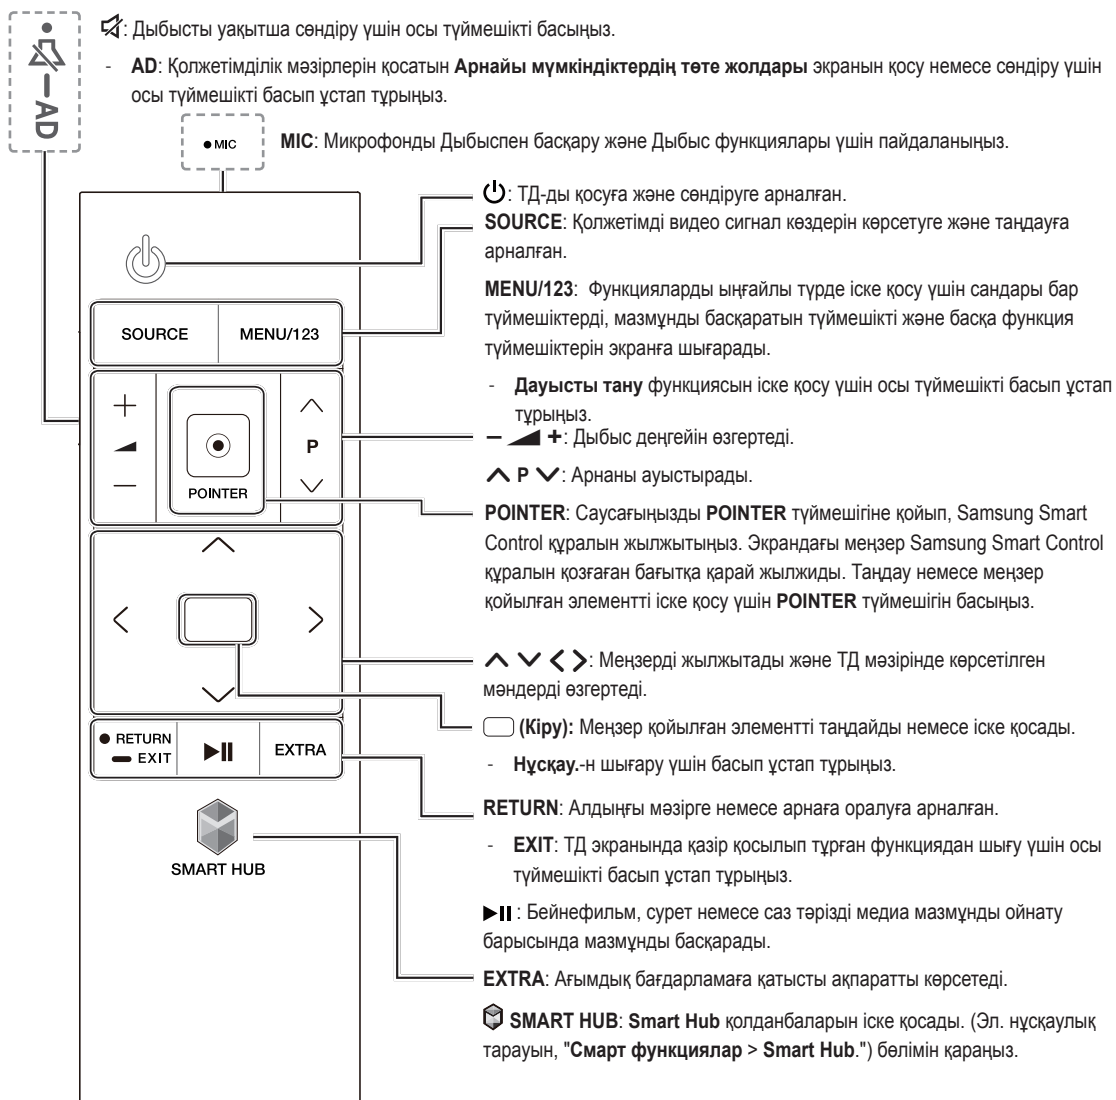 : Дыбысты уақытша сөндіру үшін осы түймешікті басыңыз.
- AD: Қолжетімділік мәзірлерін қосатын Арнайы мүмкіндіктердің төте жолдары экранын қосу немесе сөндіру үшін
осы түймешікті басып ұстап тұрыңыз.
AD
MIC
MIC: Микрофонды Дыбыспен басқару және Дыбыс функциялары үшін пайдаланыңыз.
: ТД-ды қосуға және сөндіруге арналған.
SOURCE: Қолжетімді видео сигнал көздерін көрсетуге және таңдауға
арналған.
MENU/123: Функцияларды ыңғайлы түрде іске қосу үшін сандары бар
түймешіктерді, мазмұнды басқаратын түймешікті және басқа функция
түймешіктерін экранға шығарады.
- Дауысты тану функциясын іске қосу үшін осы түймешікті басып ұстап
тұрыңыз.
SOURCE
MENU/123
+
P
—
POINTER
− +: Дыбыс деңгейін өзгертеді.
P : Арнаны ауыстырады.
POINTER: Саусағыңызды POINTER түймешігіне қойып, Samsung Smart
Control құралын жылжытыңыз. Экрандағы меңзер Samsung Smart Control
құралын қозғаған бағытқа қарай жылжиды. Таңдау немесе меңзер
қойылған элементті іске қосу үшін POINTER түймешігін басыңыз.
: Меңзерді жылжытады және ТД мәзірінде көрсетілген
мәндерді өзгертеді.
(Кіру): Меңзер қойылған элементті таңдайды немесе іске қосады.
- Нұсқау.-н шығару үшін басып ұстап тұрыңыз.
RETURN
EXIT
EXTRA
RETURN: Алдыңғы мәзірге немесе арнаға оралуға арналған.
- EXIT: ТД экранында қазір қосылып тұрған функциядан шығу үшін осы
түймешікті басып ұстап тұрыңыз.
SMART HUB
: Бейнефильм, сурет немесе саз тәрізді медиа мазмұнды ойнату
барысында мазмұнды басқарады.
EXTRA: Ағымдық бағдарламаға қатысты ақпаратты көрсетеді.
SMART HUB: Smart Hub қолданбаларын іске қосады. (Эл. нұсқаулық
тарауын, "Смарт функциялар > Smart Hub.") бөлімін қараңыз.